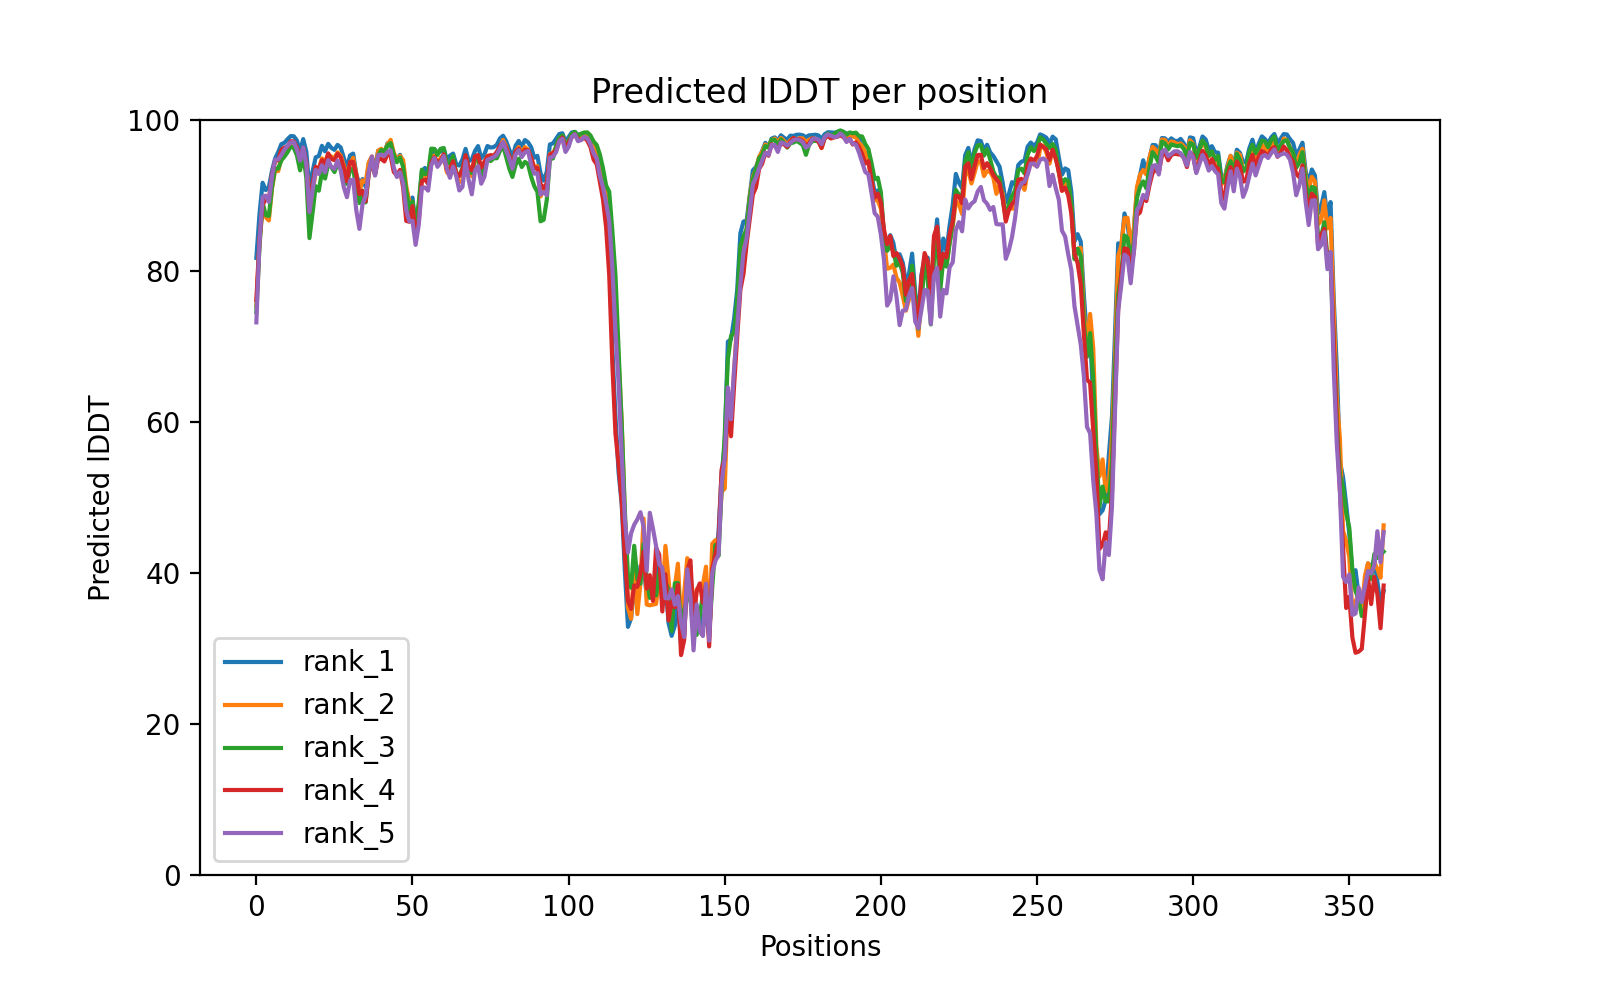 Predicted lDDT per position
100
80
60
40
20
0
Predicted lDDT
rank_1
rank_2
rank_3
rank_4
rank_5
0 50 100 150 200 250 300 350
Positions